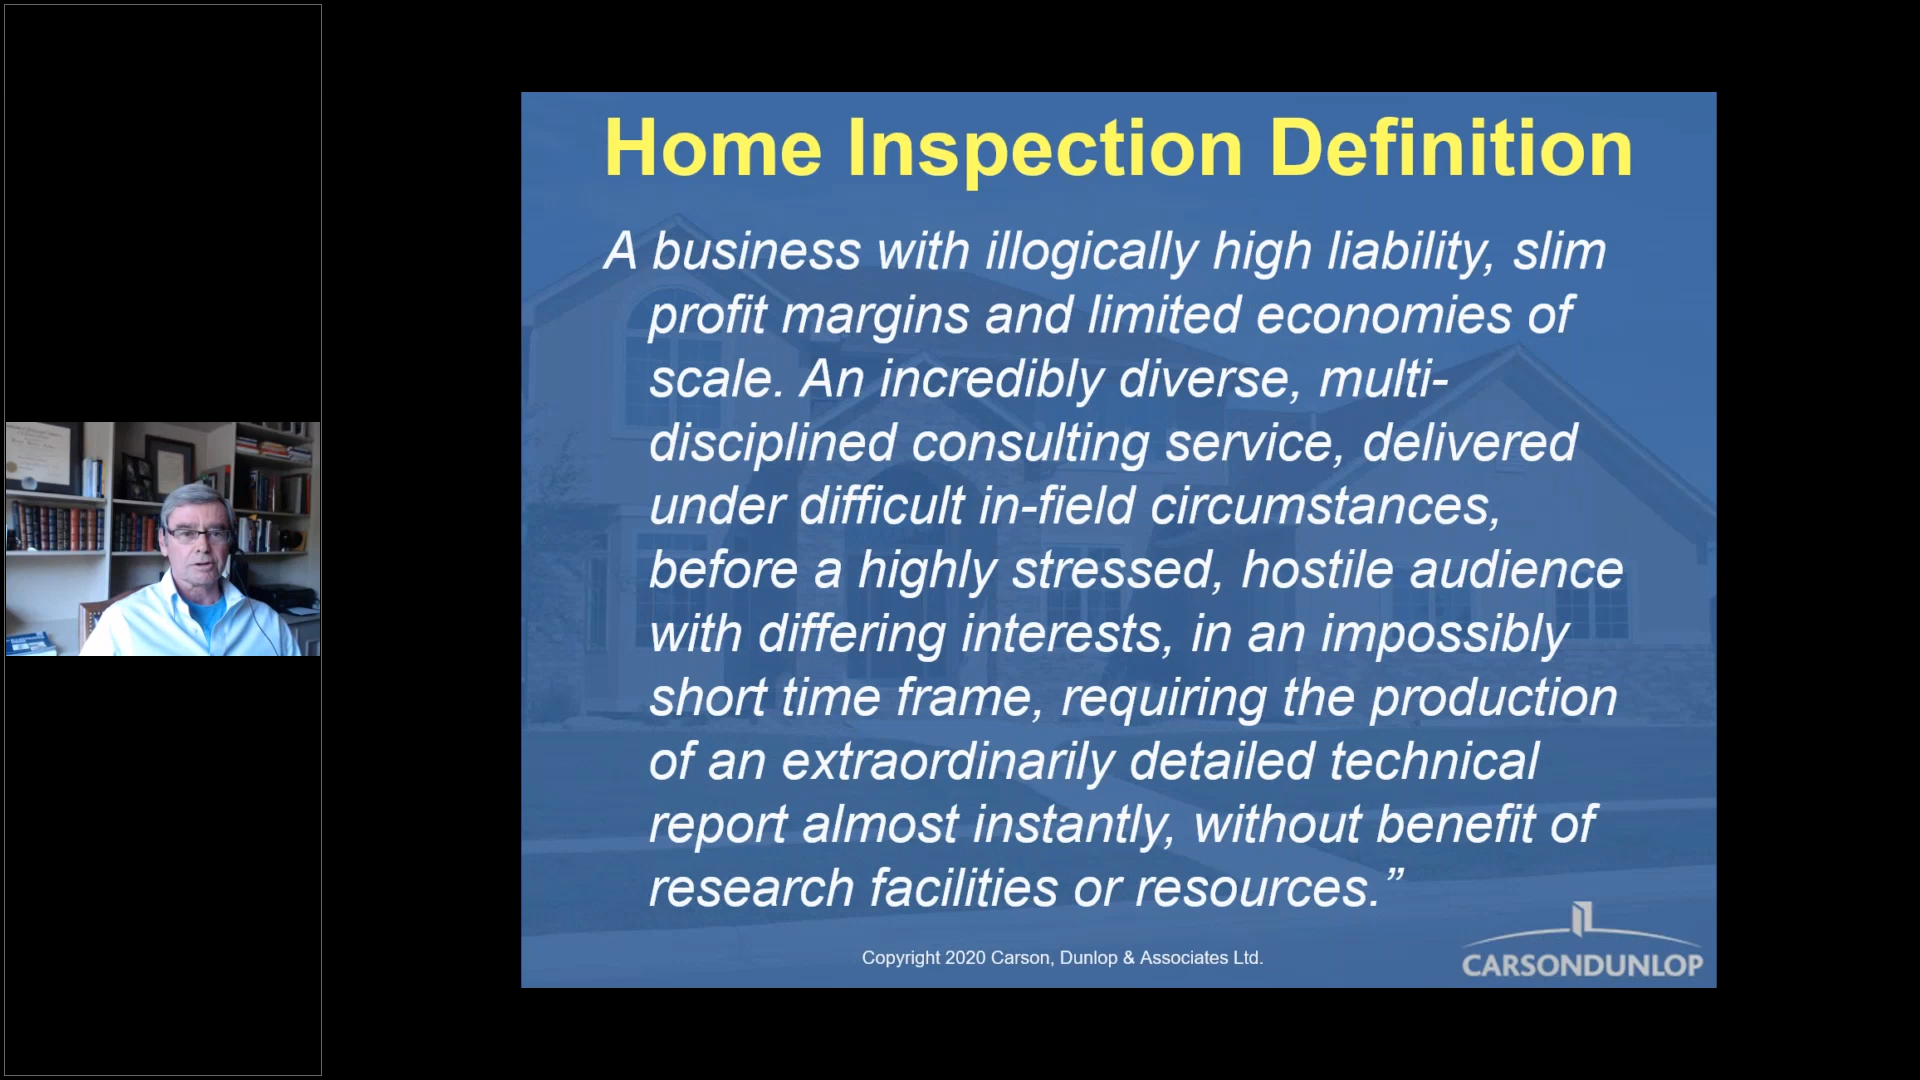 Home Inspection Definition
A business with illogically high liability, slim
profit margins and limited economies of
scale. An incredibly diverse, multi-
disciplined consulting service, delivered
under difficult in-field circumstances,
before a highly stressed, hostile audience
with differing interests, in an impossibly
short time frame, requiring the production
of an extraordinarily detailed technical
report almost instantly, without benefit of
research facilities or resources.”
Copyright 2020 Carson, Dunlop & Associates Ltd.
CARSONDUNLOP